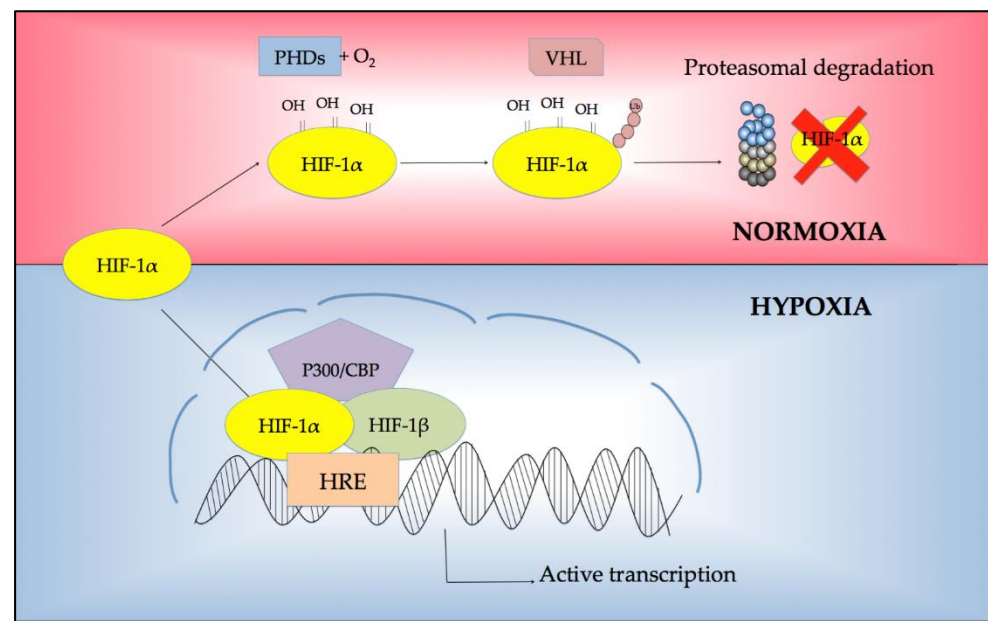 PHDs + O₂
VHL
Proteasomal degradation
OH OH OH
HIF-1α
OH OH OH
Ub
HIF-1α
HIF-1α
NORMOXIA
HIF-1α
HYPOXIA
P300/CBP
HIF-1α
HIF-1β
HRE
Active transcription